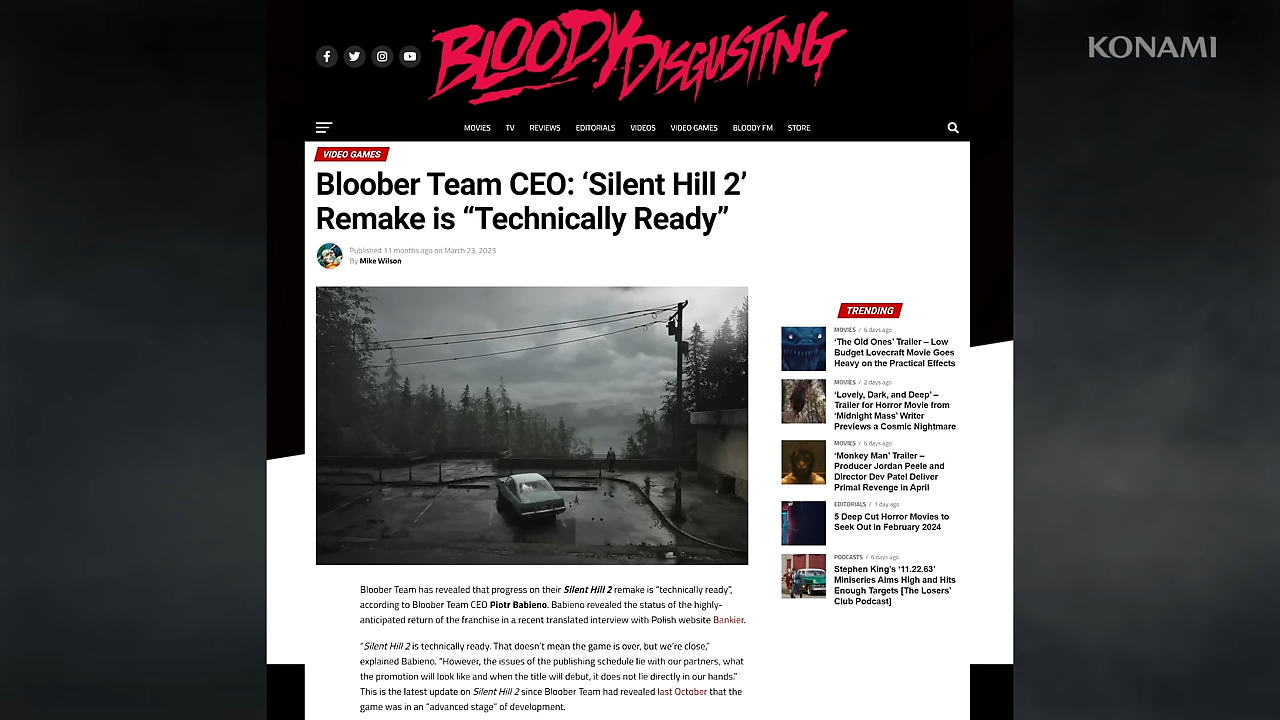 BLOODY DISGUSTING
KONAMI
MOVIES TV REVIEWS EDITORIALS VIDEOS VIDEO GAMES BLOODY FM STORE
VIDEO GAMES
Bloober Team CEO: ‘Silent Hill 2’
Remake is “Technically Ready”
Published 11 months ago on March 23, 2023
By Mike Wilson
Bloober Team has revealed that progress on their Silent Hill 2 remake is “technically ready”,
according to Bloober Team CEO Piotr Babieno. Babieno revealed the status of the highly-
anticipated return of the franchise in a recent translated interview with Polish website Bankier.
“Silent Hill 2 is technically ready. That doesn’t mean the game is over, but we’re close,”
explained Babieno. “However, the issues of the publishing schedule lie with our partners, what
the promotion will look like and when the title will debut, it does not lie directly in our hands.”
This is the latest update on Silent Hill 2 since Bloober Team had revealed last October that the
game was in an “advanced stage” of development.
TRENDING
MOVIES / 6 days ago
‘The Old Ones’ Trailer – Low
Budget Lovecraft Movie Goes
Heavy on the Practical Effects
MOVIES / 2 days ago
‘Lovely, Dark, and Deep’ –
Trailer for Horror Movie from
‘Midnight Mass’ Writer
Previews a Cosmic Nightmare
MOVIES / 6 days ago
‘Monkey Man’ Trailer –
Producer Jordan Peele and
Director Dev Patel Deliver
Primal Revenge in April
EDITORIALS / 1 day ago
5 Deep Cut Horror Movies to
Seek Out in February 2024
PODCASTS / 6 days ago
Stephen King’s ‘11.22.63’
Miniseries Aims High and Hits
Enough Targets [The Losers’
Club Podcast]